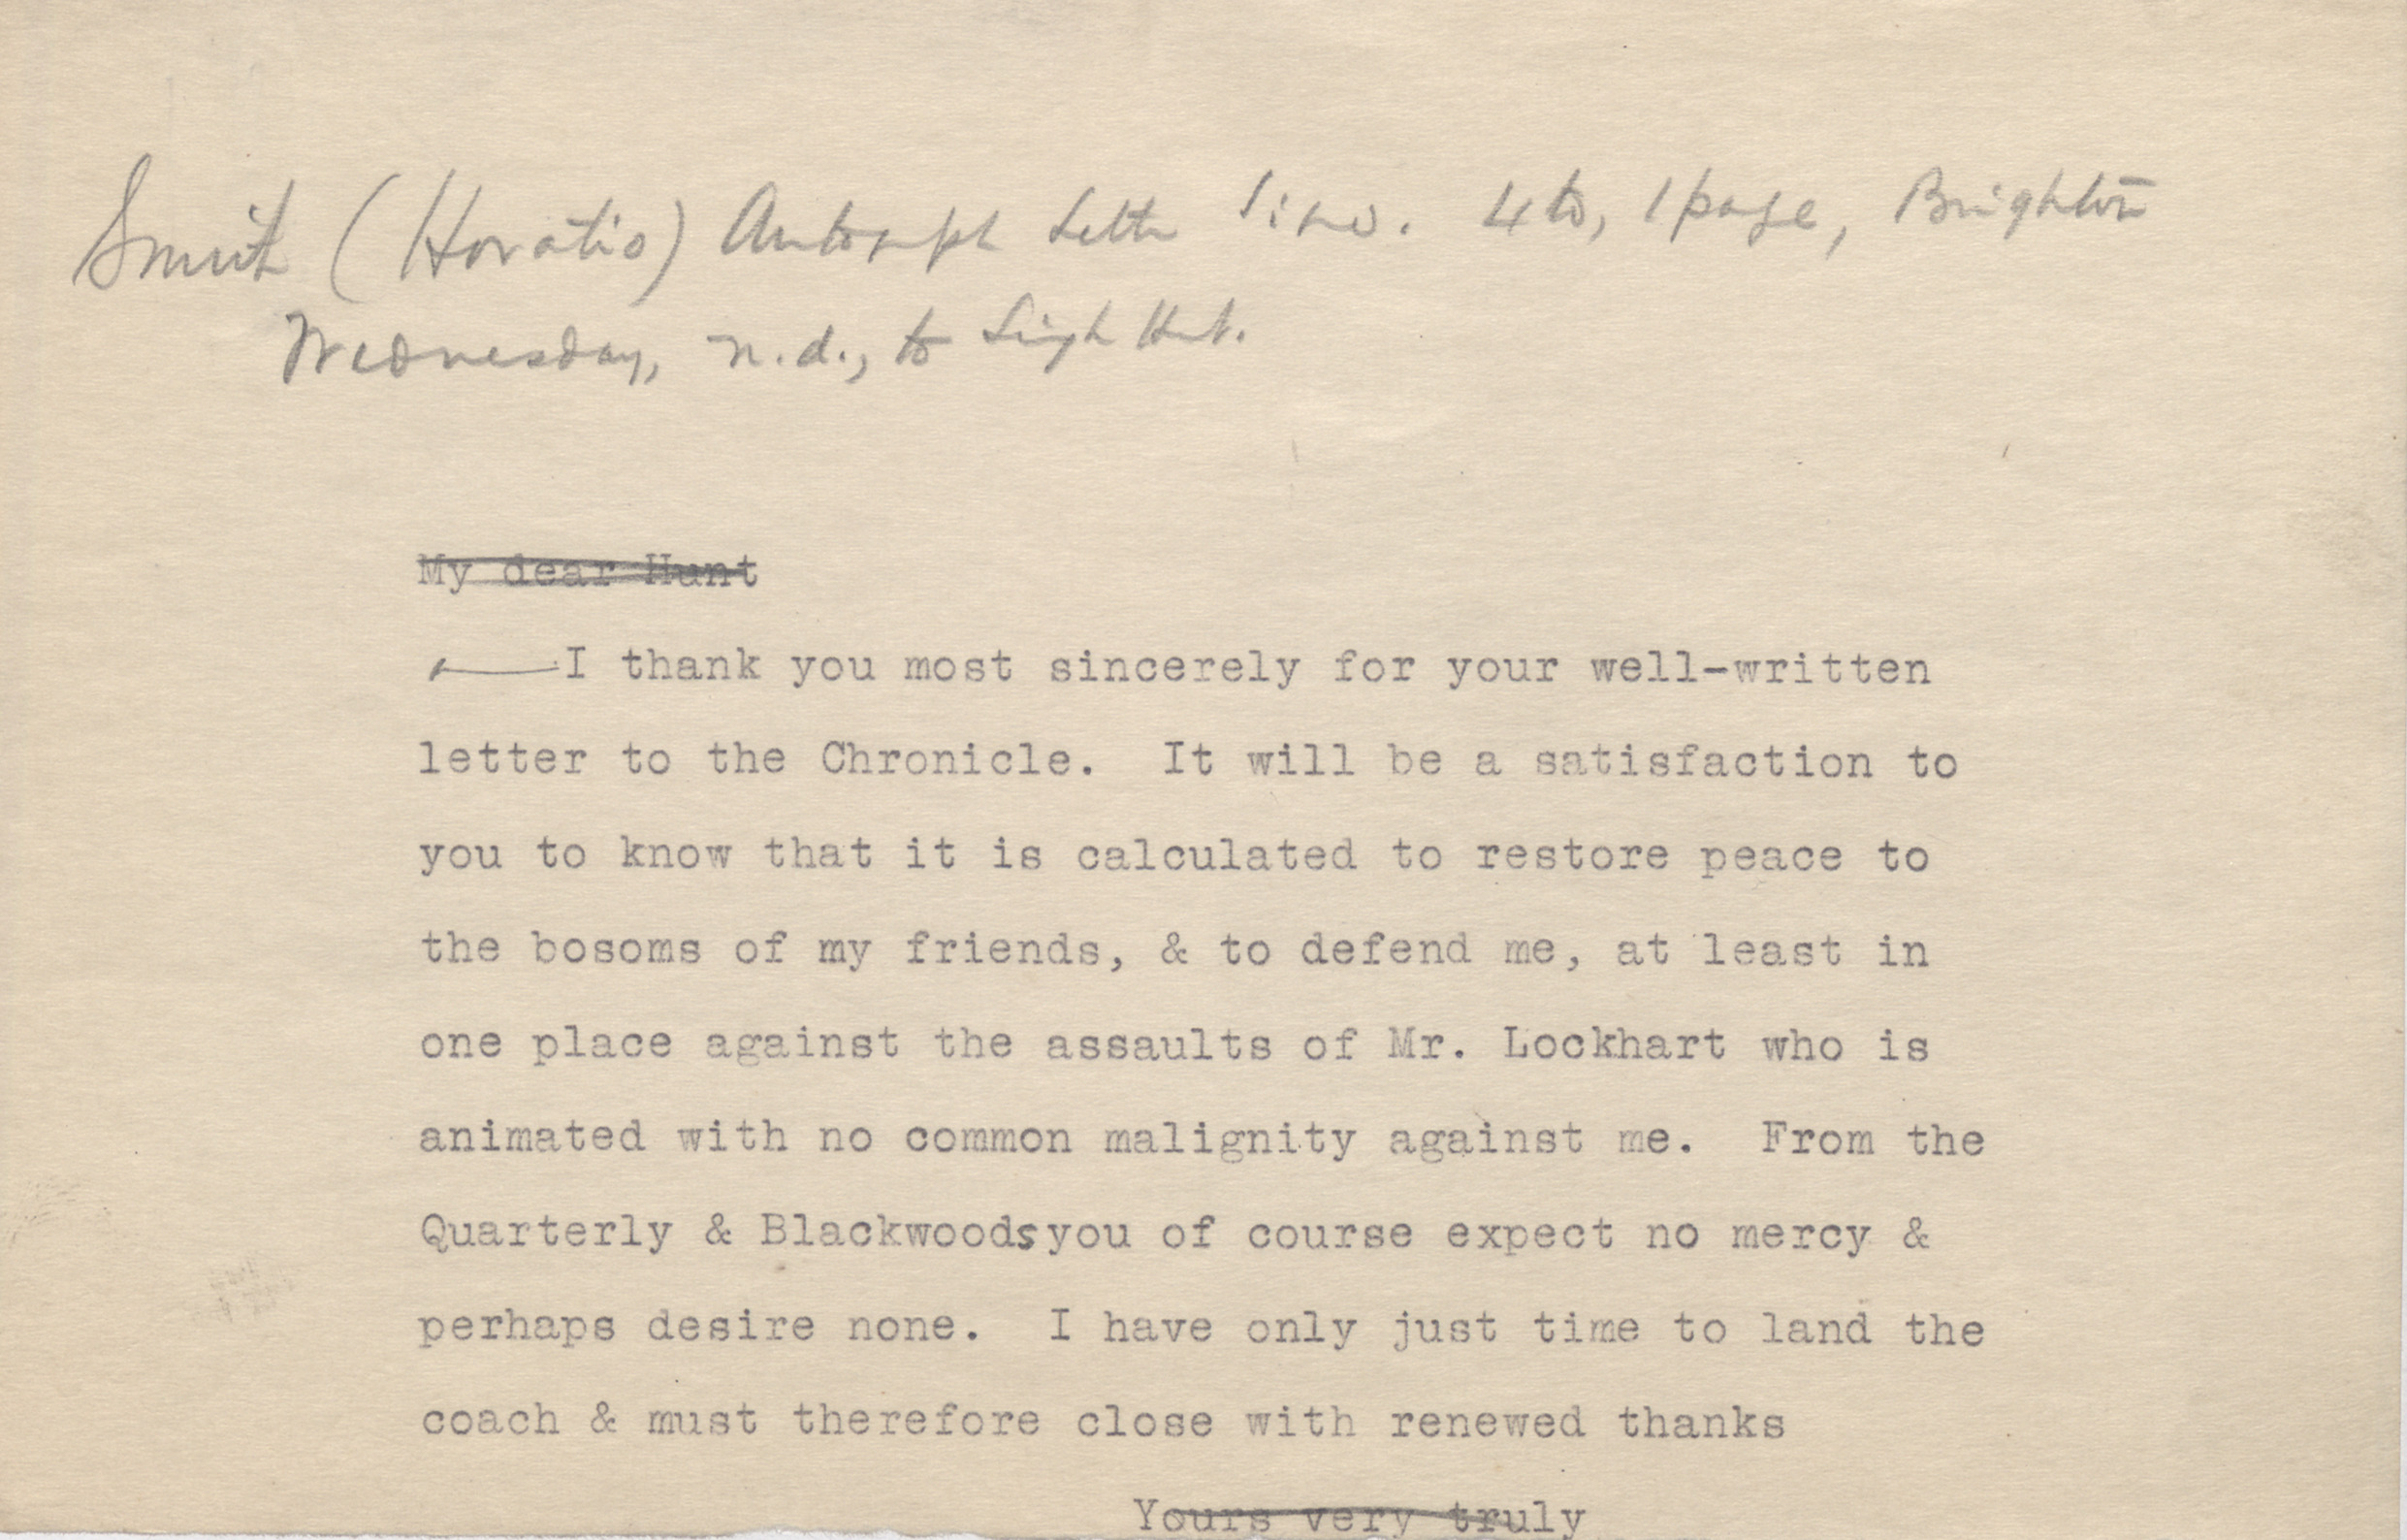 Smith (Horatio) Autograph Letter Signed. 4to, 1 page, Brighton
Wednesday, n.d., to Leigh Hunt.
My dear Hunt
I thank you most sincerely for your well-written
letter to the Chronicle. It will be a satisfaction to
you to know that it is calculated to restore peace to
the bosoms of my friends, & to defend me, at least in
one place against the assaults of Mr. Lockhart who is
animated with no common malignity against me. From the
Quarterly & Blackwoods you of course expect no mercy &
perhaps desire none. I have only just time to land the
coach & must therefore close with renewed thanks
Yours very truly